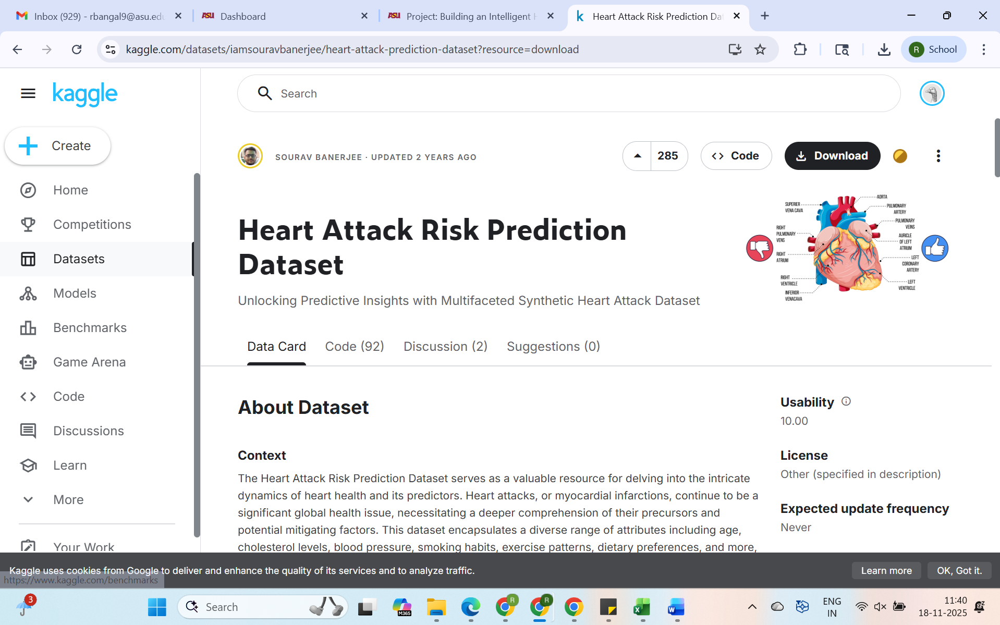 Inbox (929) - rbangal9@asu.edu
Dashboard
Project: Building an Intelligent H
Heart Attack Risk Prediction Dat
kaggle.com/datasets/iamsouravbanerjee/heart-attack-prediction-dataset?resource=download
R School
kaggle
Search
Create
SOURAV BANERJEE · UPDATED 2 YEARS AGO
285
Code
Download
Home
Competitions
Datasets
Models
Benchmarks
Game Arena
Code
Discussions
Learn
More
Your Work
Heart Attack Risk Prediction
Dataset
Unlocking Predictive Insights with Multifaceted Synthetic Heart Attack Dataset
SUPERIER
VENA CAVA
RIGHT
PULMONARY
VENS
RIGHT
ATRIUM
RIGHT
VENTRICLE
INFERIOR
VENACAVA
AORTA
PULMONARY
ARTERY
PULMONARY
VEINS
AURICLE
OF LEFT
ATRIUM
LEFT
CORONARY
ARTERY
LEFT
VENTRICLE
Data Card
Code (92)
Discussion (2)
Suggestions (0)
About Dataset
Context
The Heart Attack Risk Prediction Dataset serves as a valuable resource for delving into the intricate
dynamics of heart health and its predictors. Heart attacks, or myocardial infarctions, continue to be a
significant global health issue, necessitating a deeper comprehension of their precursors and
potential mitigating factors. This dataset encapsulates a diverse range of attributes including age,
cholesterol levels, blood pressure, smoking habits, exercise patterns, dietary preferences, and more,
Usability
10.00
License
Other (specified in description)
Expected update frequency
Never
Kaggle uses cookies from Google to deliver and enhance the quality of its services and to analyze traffic.
Learn more
OK, Got it.
https://www.kaggle.com/benchmarks
3
Search
M365
R
R
ENG
IN
11:40
18-11-2025